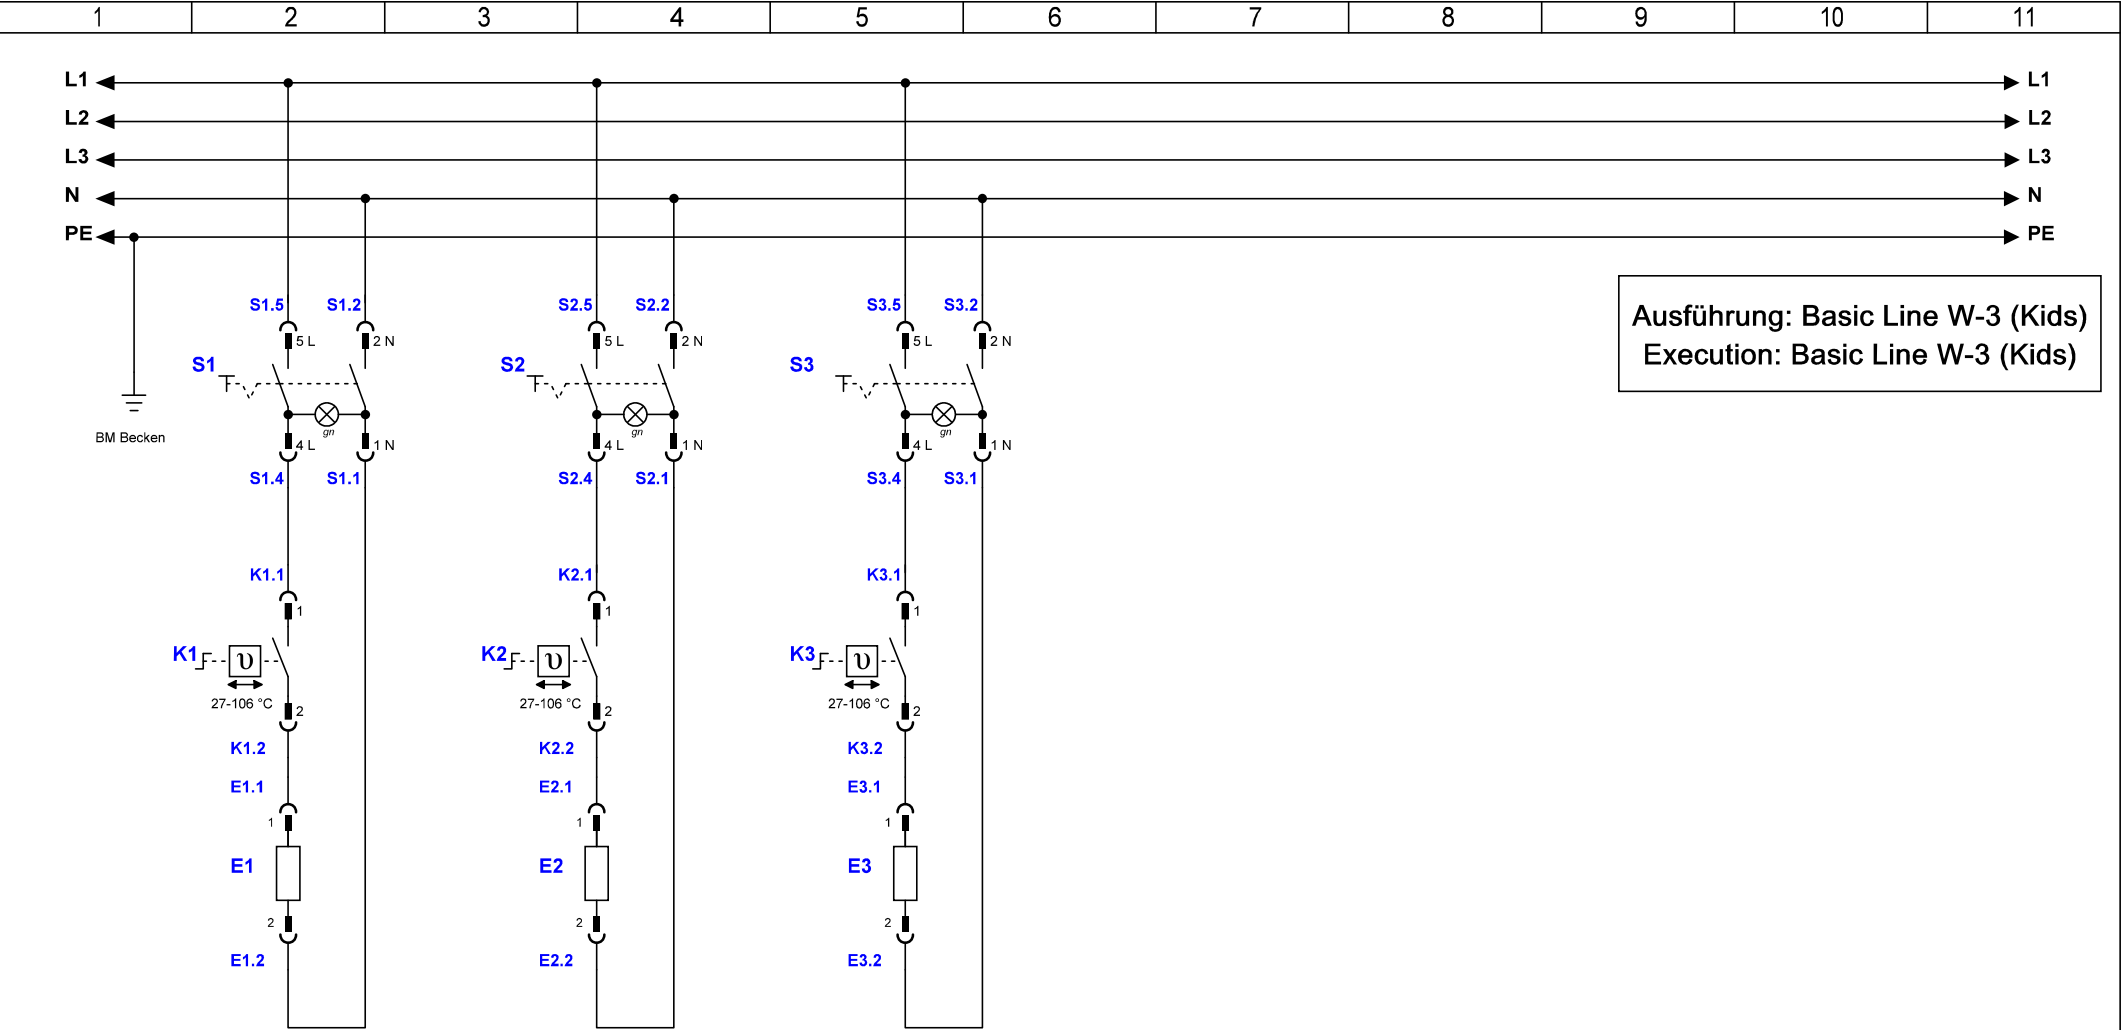 1 2 3 4 5 6 7 8 9 10 11
L1 L1
L2 L2
L3 L3
N N
PE PE
Ausführung: Basic Line W-3 (Kids)
Execution: Basic Line W-3 (Kids)
S1.5 S1.2 S2.5 S2.2 S3.5 S3.2
5 L 2 N 5 L 2 N 5 L 2 N
S1 S2 S3
gn gn gn
BM Becken
4 L 1 N 4 L 1 N 4 L 1 N
S1.4 S1.1 S2.4 S2.1 S3.4 S3.1
K1.1 K2.1 K3.1
1 1 1
K1 υ K2 υ K3 υ
27-106 °C 2 27-106 °C 2 27-106 °C 2
K1.2 K2.2 K3.2
E1.1 E2.1 E3.1
1 1 1
E1 E2 E3
2 2 2
E1.2 E2.2 E3.2